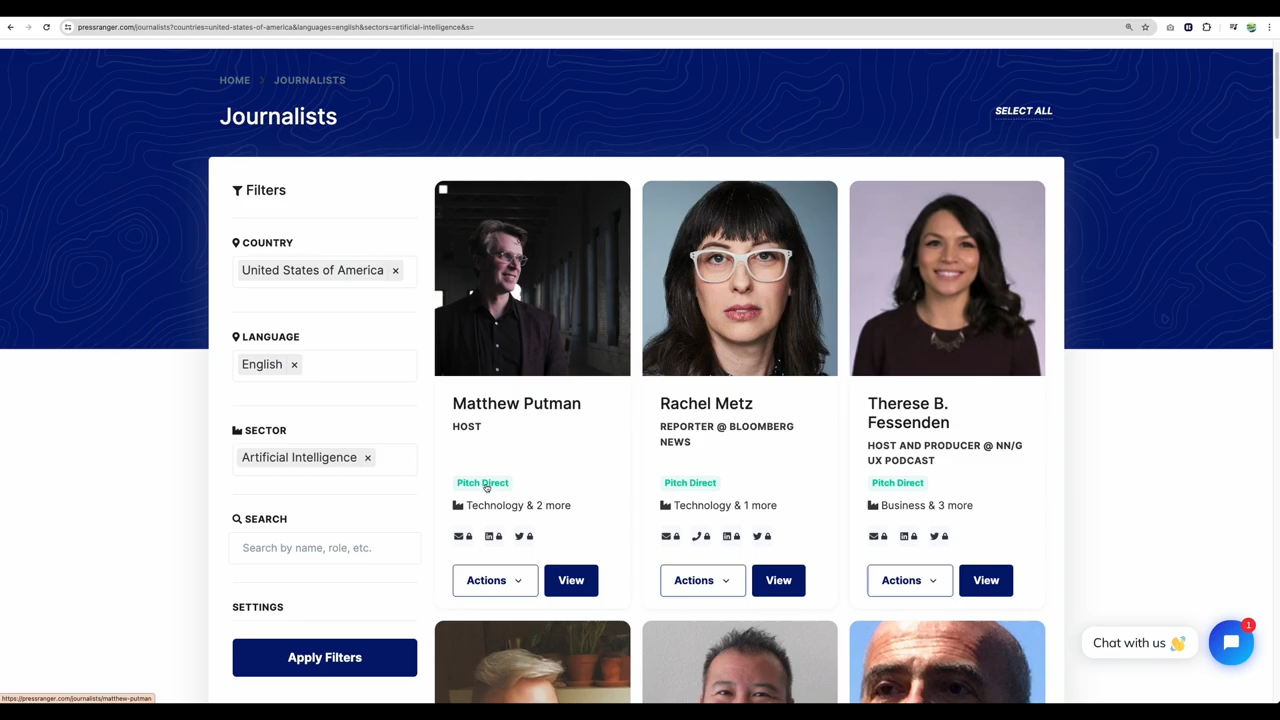 pressranger.com/journalists?countries=united-states-of-america&languages=english&sectors=artificial-intelligence&s=
HOME
JOURNALISTS
Journalists
SELECT ALL
Filters
COUNTRY
United States of America ×
LANGUAGE
English ×
SECTOR
Artificial Intelligence ×
SEARCH
Search by name, role, etc.
SETTINGS
Apply Filters
Matthew Putman
HOST
Pitch Direct
Technology & 2 more
Actions
View
Rachel Metz
REPORTER @ BLOOMBERG
NEWS
Pitch Direct
Technology & 1 more
Actions
View
Therese B.
Fessenden
HOST AND PRODUCER @ NN/G
UX PODCAST
Pitch Direct
Business & 3 more
Actions
View
Chat with us 👋
1
https://pressranger.com/journalists/matthew-putman